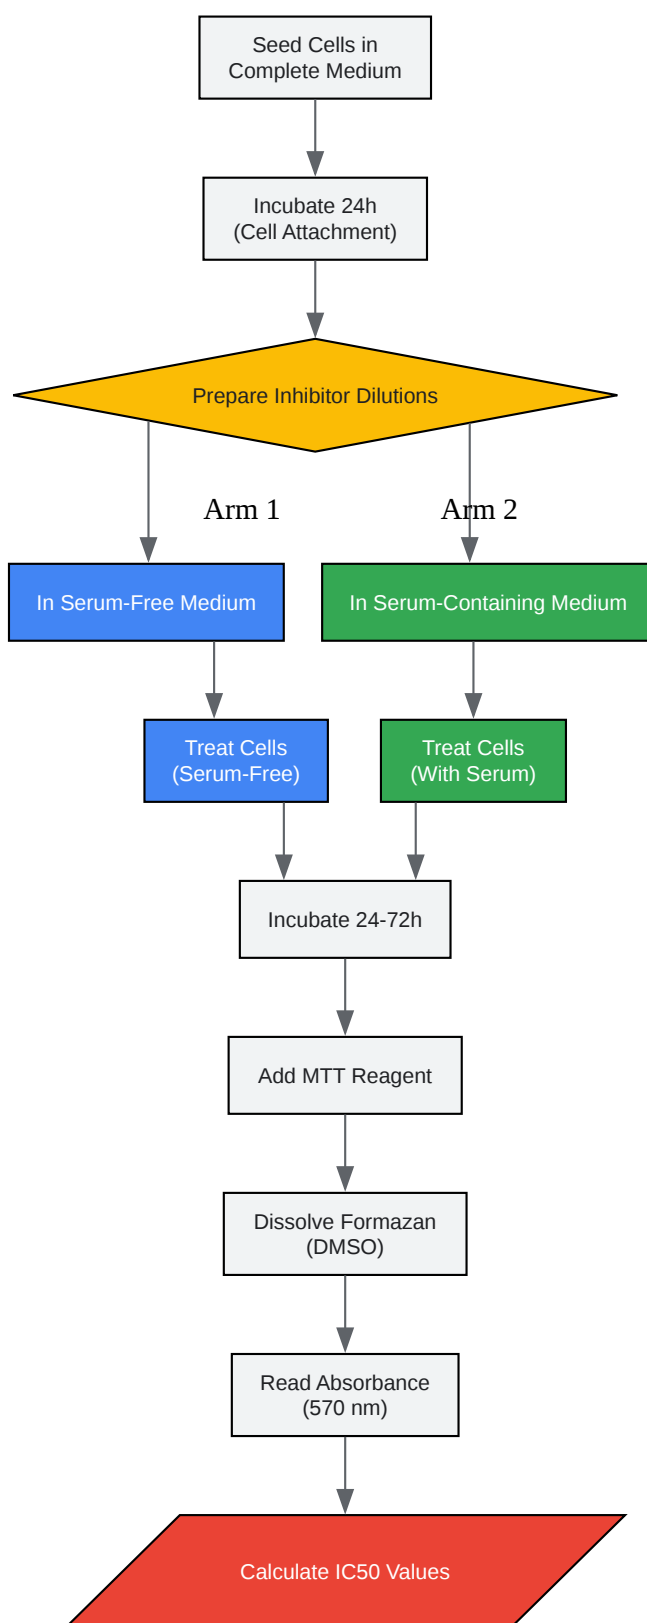 Seed Cells in
Complete Medium
Incubate 24h
(Cell Attachment)
Prepare Inhibitor Dilutions
Arm 1
Arm 2
In Serum-Free Medium
In Serum-Containing Medium
Treat Cells
(Serum-Free)
Treat Cells
(With Serum)
Incubate 24-72h
Add MTT Reagent
Dissolve Formazan
(DMSO)
Read Absorbance
(570 nm)
Calculate IC50 Values